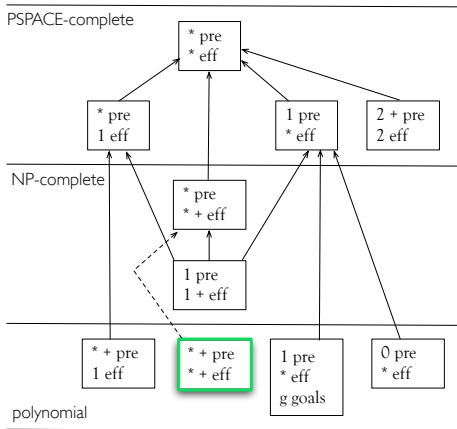 PSPACE-complete
* pre
* eff
* pre
1 eff
1 pre
* eff
2 + pre
2 eff
NP-complete
* pre
* + eff
1 pre
1 + eff
* + pre
1 eff
* + pre
* + eff
1 pre
* eff
g goals
0 pre
* eff
polynomial